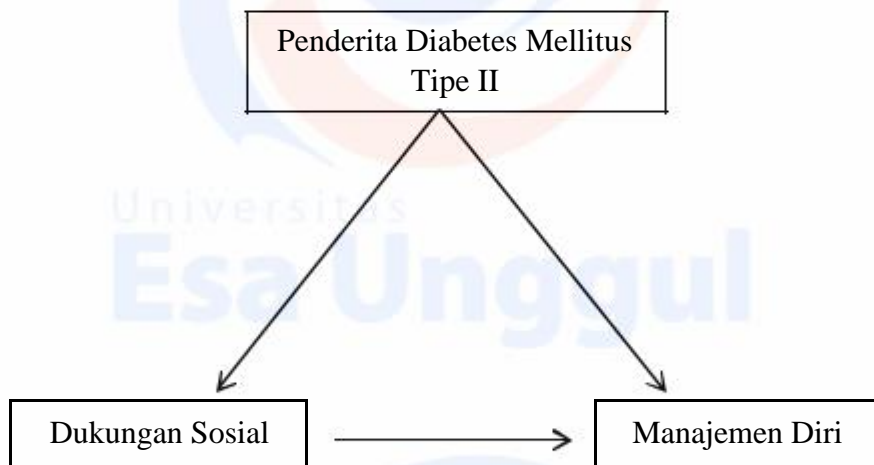 Penderita Diabetes Mellitus
Tipe II
Universitas
Esa Unggul
Dukungan Sosial
Manajemen Diri